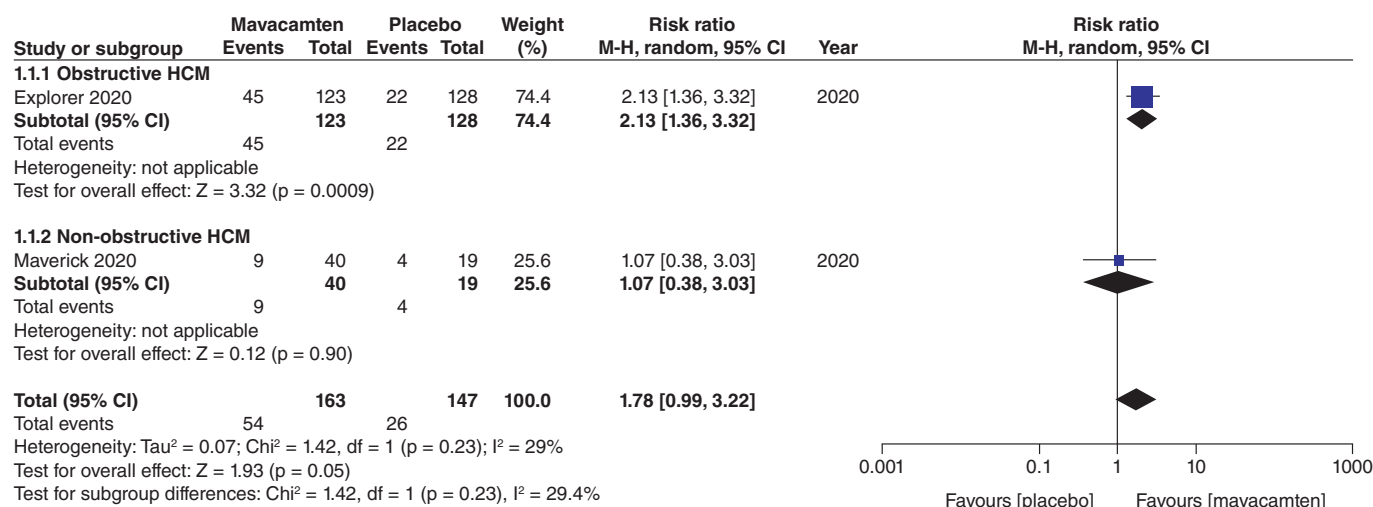 Mavacamten Placebo Weight Risk ratio Risk ratio
Study or subgroup Events Total Events Total (%) M-H, random, 95% CI Year M-H, random, 95% CI
1.1.1 Obstructive HCM
Explorer 2020 45 123 22 128 74.4 2.13 [1.36, 3.32] 2020
Subtotal (95% CI) 123 128 74.4 2.13 [1.36, 3.32]
Total events 45 22
Heterogeneity: not applicable
Test for overall effect: Z = 3.32 (p = 0.0009)
1.1.2 Non-obstructive HCM
Maverick 2020 9 40 4 19 25.6 1.07 [0.38, 3.03] 2020
Subtotal (95% CI) 40 19 25.6 1.07 [0.38, 3.03]
Total events 9 4
Heterogeneity: not applicable
Test for overall effect: Z = 0.12 (p = 0.90)
Total (95% CI) 163 147 100.0 1.78 [0.99, 3.22]
Total events 54 26
Heterogeneity: Tau² = 0.07; Chi² = 1.42, df = 1 (p = 0.23); I² = 29%
Test for overall effect: Z = 1.93 (p = 0.05)
Test for subgroup differences: Chi² = 1.42, df = 1 (p = 0.23), I² = 29.4%
0.001 0.1 1 10 1000
Favours [placebo] Favours [mavacamten]